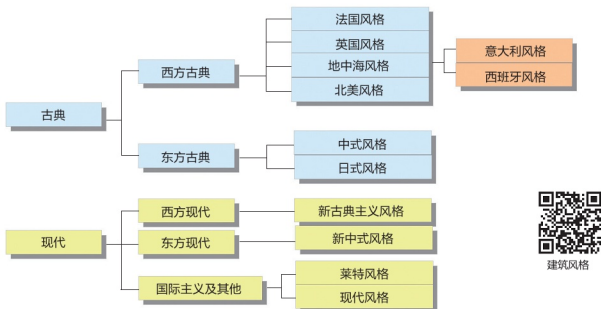 古典
西方古典
法国风格
英国风格
地中海风格
北美风格
意大利风格
西班牙风格
东方古典
中式风格
日式风格
现代
西方现代
新古典主义风格
东方现代
新中式风格
国际主义及其他
莱特风格
现代风格
建筑风格